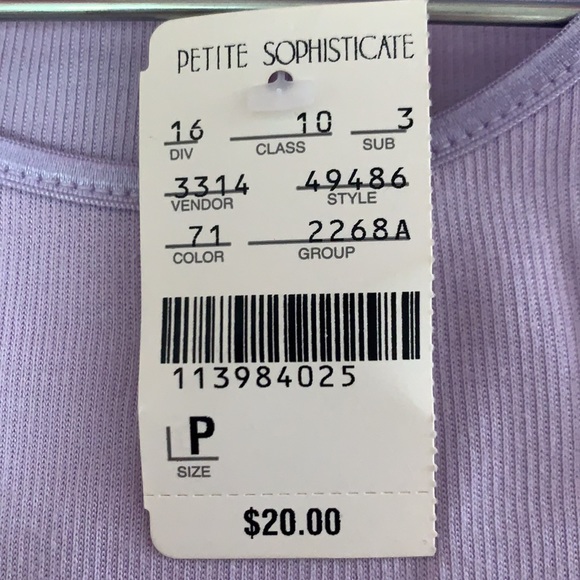 PETITE SOPHISTICATE
16 10 3
DIV CLASS SUB
3314 49486
VENDOR STYLE
71 2268A
COLOR GROUP
113984025
P
SIZE
$20.00